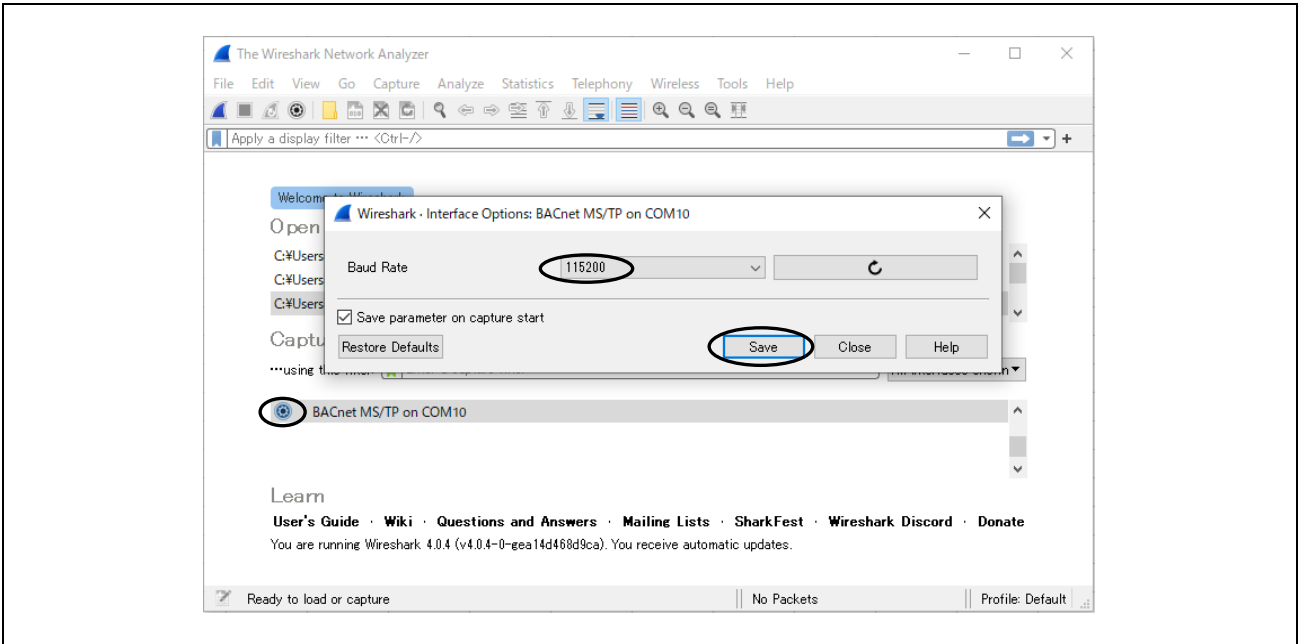 The Wireshark Network Analyzer
File Edit View Go Capture Analyze Statistics Telephony Wireless Tools Help
Apply a display filter ··· <Ctrl-/>
Welcome
Wireshark · Interface Options: BACnet MS/TP on COM10
Open
C:¥Users
Baud Rate 115200
C:¥Users
C:¥Users
Save parameter on capture start
Restore Defaults Save Close Help
···using
BACnet MS/TP on COM10
Learn
User's Guide · Wiki · Questions and Answers · Mailing Lists · SharkFest · Wireshark Discord · Donate
You are running Wireshark 4.0.4 (v4.0.4-0-gea14d468d9ca). You receive automatic updates.
Ready to load or capture No Packets Profile: Default